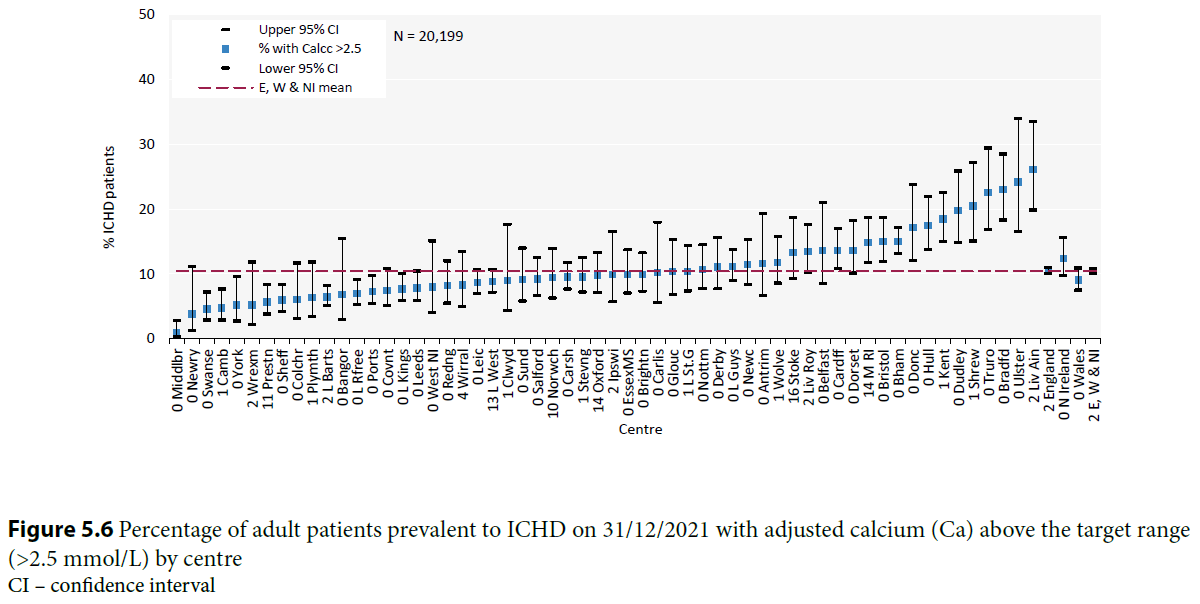 50
40
30
20
10
0
% ICHD patients
Upper 95% CI
% with Calcc >2.5
Lower 95% CI
E, W & NI mean
N = 20,199
0 Middlbr
0 Newry
0 Swanse
1 Camb
0 York
2 Wrexm
11 Prestn
0 Sheff
0 Colchr
1 Plymth
2 L Barts
0 Bangor
0 L Rfree
0 Ports
0 Covnt
0 L Kings
0 Leeds
0 West NI
0 Redng
4 Wirral
0 Leic
13 L West
1 Clwyd
0 Sund
0 Salford
10 Norwch
0 Carsh
1 Stevng
14 Oxford
2 Ipswi
0 EssexMS
0 Brightn
0 Carlis
0 Glouc
1 L St.G
0 Nottm
0 Derby
0 L Guys
0 Newc
0 Antrim
1 Wolve
16 Stoke
2 Liv Roy
0 Belfast
0 Cardff
0 Dorset
14 M RI
0 Bristol
0 Bham
0 Donc
0 Hull
1 Kent
0 Dudley
1 Shrew
0 Truro
0 Bradfd
0 Ulster
2 Liv Ain
2 England
0 N Ireland
0 Wales
2 E, W & NI
Centre
Figure 5.6 Percentage of adult patients prevalent to ICHD on 31/12/2021 with adjusted calcium (Ca) above the target range
(>2.5 mmol/L) by centre
CI – confidence interval